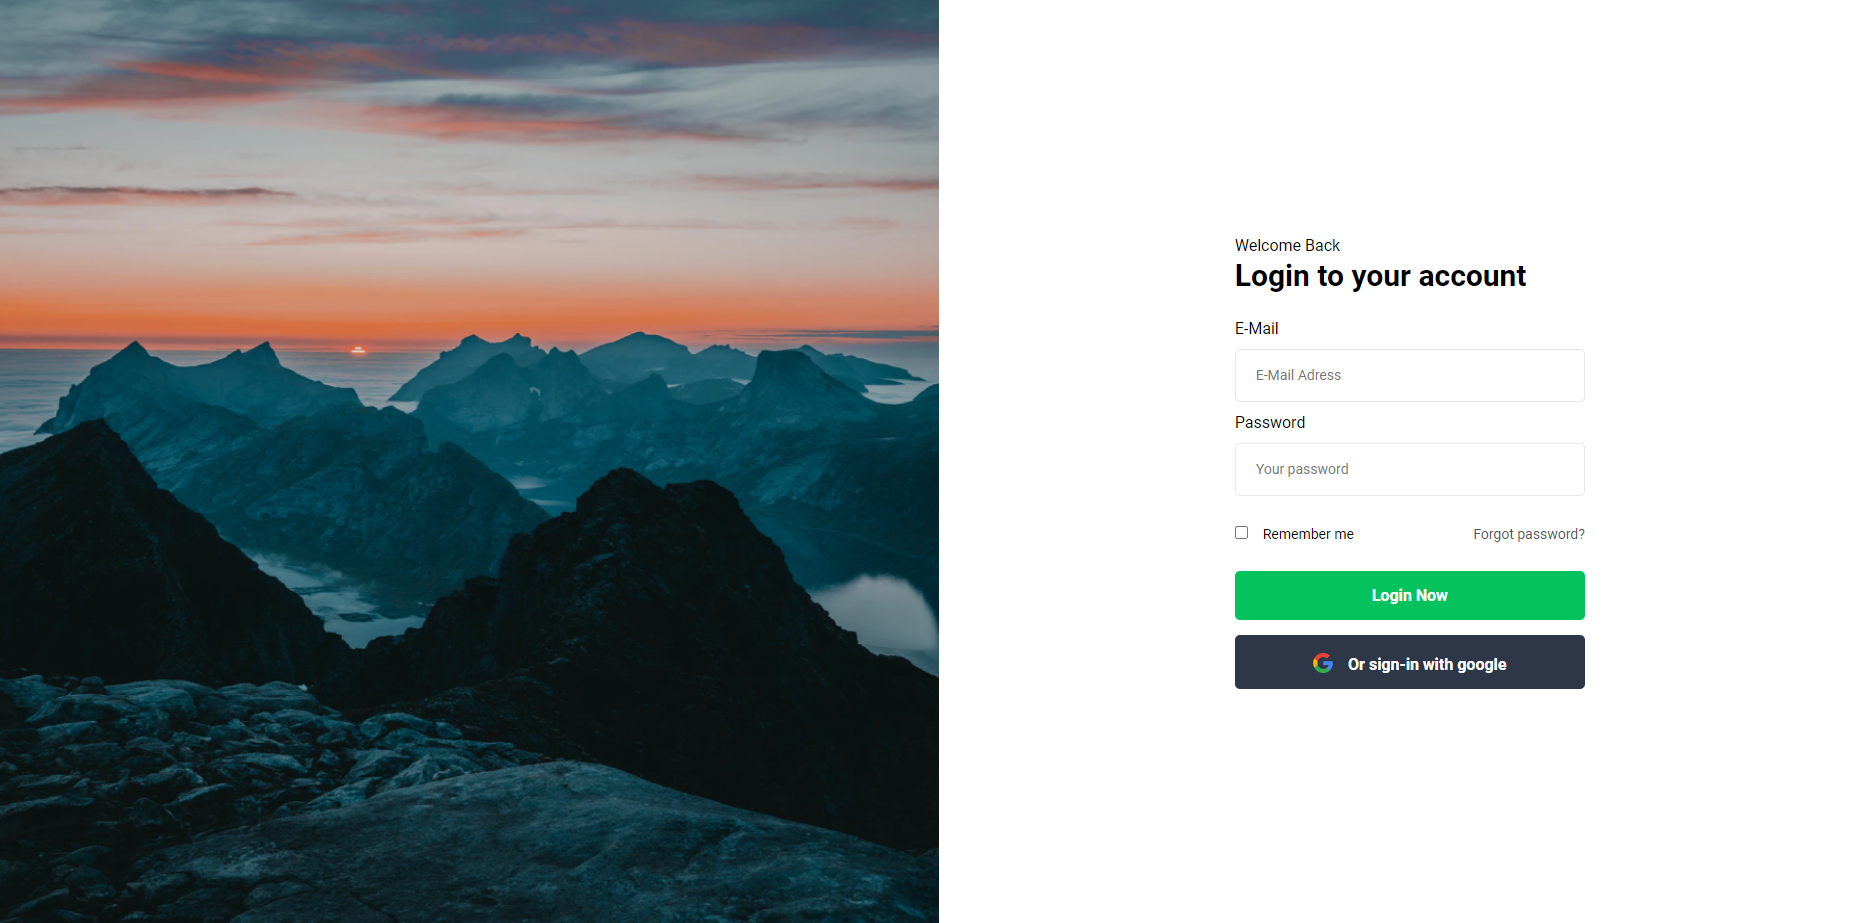 Welcome Back
Login to your account
E-Mail
E-Mail Adress
Password
Your password
Remember me
Forgot password?
Login Now
Or sign-in with google